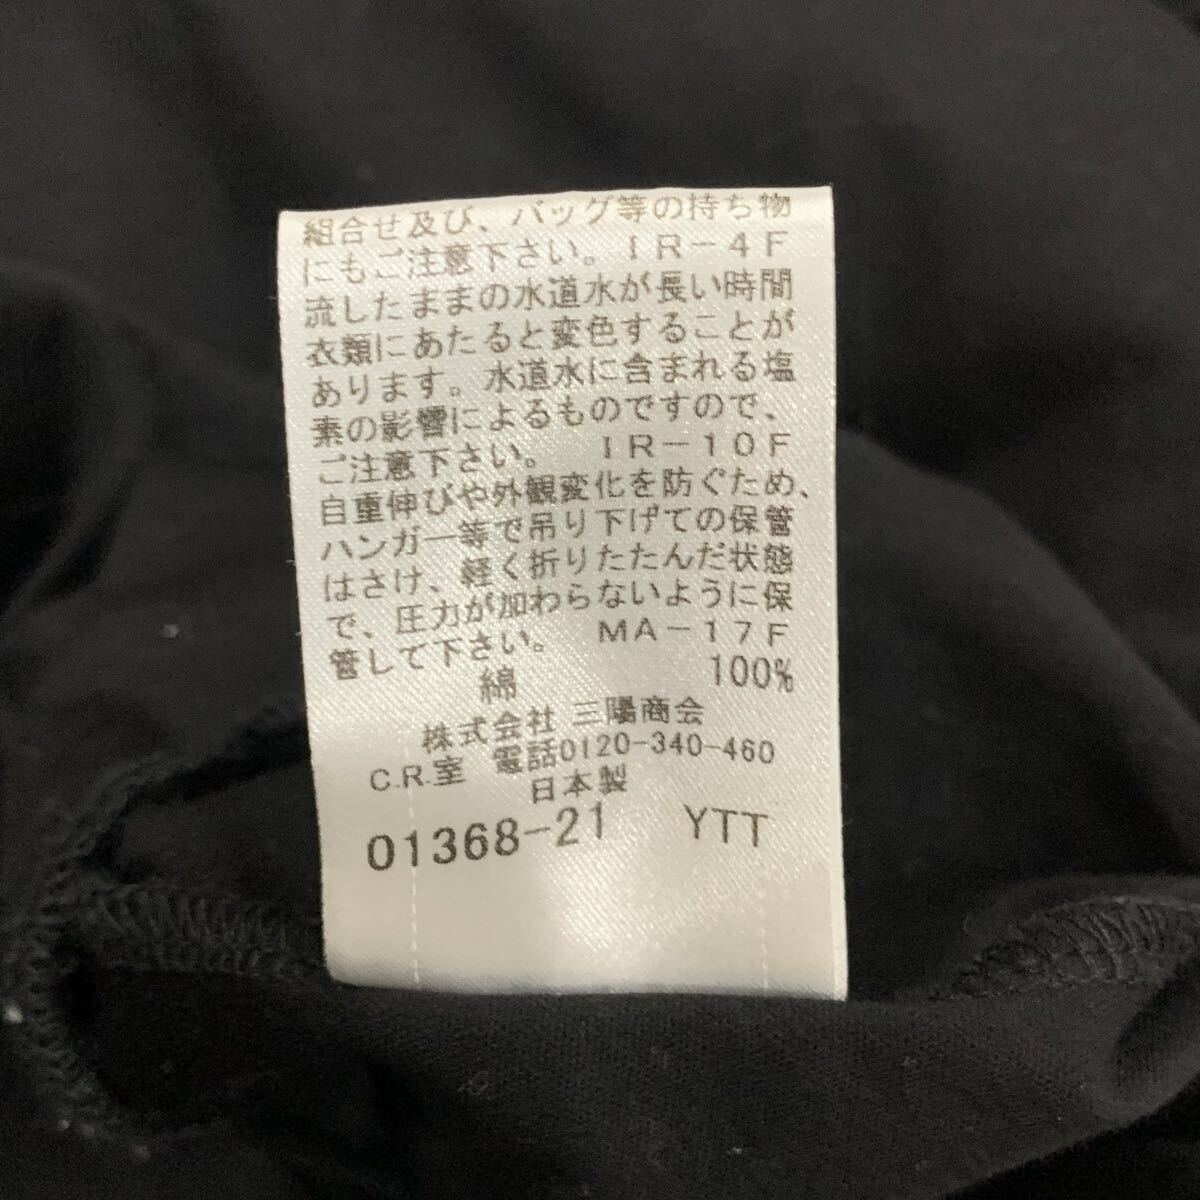 組合せ及び、バッグ等の持ち物
にもご注意下さい。IR-4F
流したままの水道水が長い時間
衣類にあたると変色することが
あります。水道水に含まれる塩
素の影響によるものですので、
ご注意下さい。 IR-10F
自重伸びや外観変化を防ぐため、
ハンガー等で吊り下げての保管
はさけ、軽く折りたたんだ状態
で、圧力が加わらないように保
管して下さい。 MA-17F
綿 100%
株式会社 三陽商会
C.R.室 電話0120-340-460
日本製
01368-21 YTT